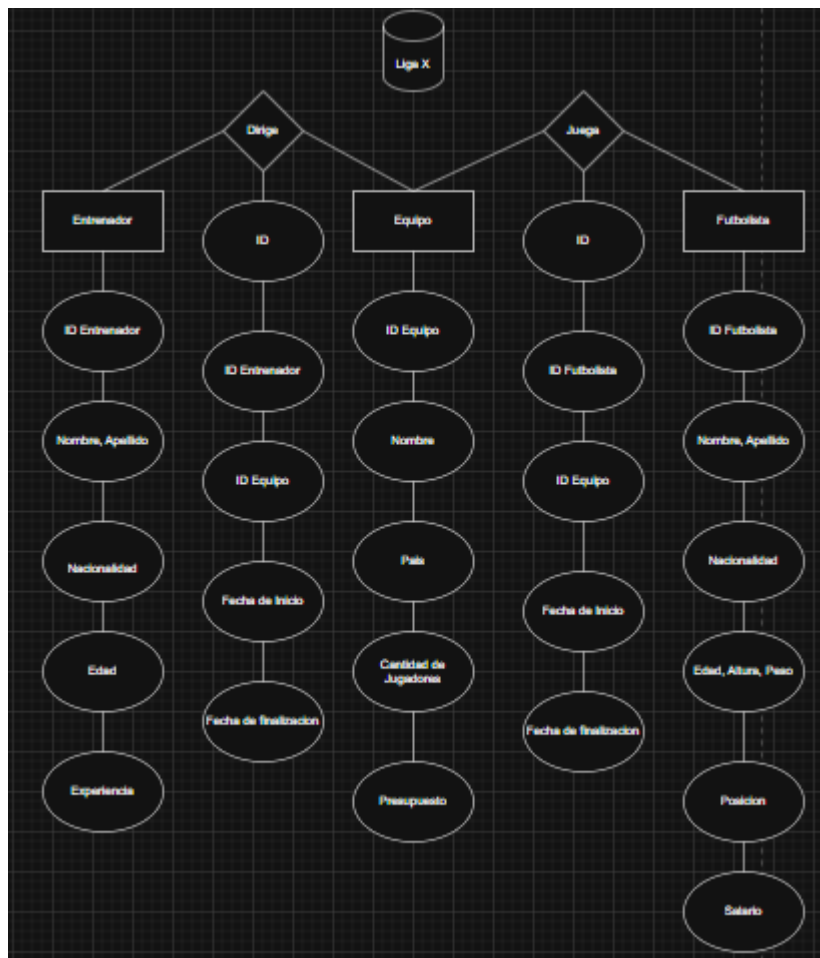 Liga X
Dirige
Juega
Entrenador
ID
Equipo
ID
Futbolista
ID Entrenador
ID Entrenador
ID Equipo
ID Futbolista
ID Futbolista
Nombre, Apellido
ID Equipo
Nombre
ID Equipo
Nombre, Apellido
Nacionalidad
Fecha de Inicio
Pais
Fecha de Inicio
Nacionalidad
Edad
Fecha de finalizacion
Cantidad de
Jugadores
Fecha de finalizacion
Edad, Altura, Peso
Experiencia
Presupuesto
Posicion
Salario